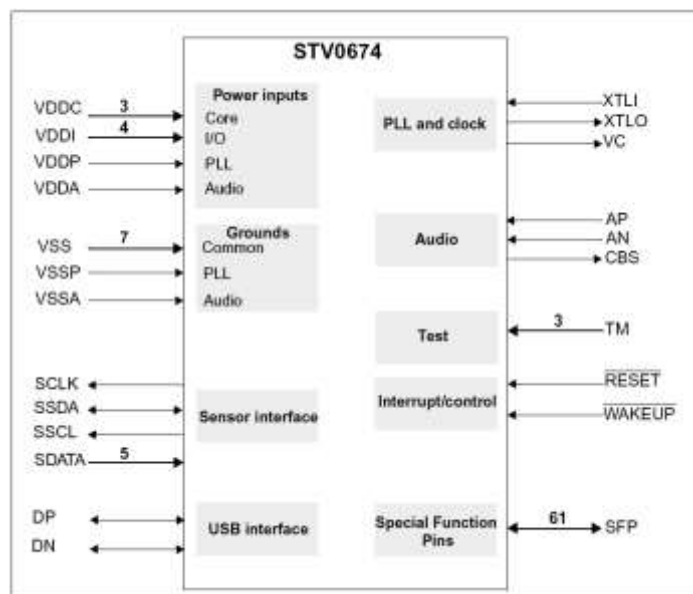 STV0674
Power inputs
VDDC 3 Core
VDDI 4 I/O
VDDP PLL
VDDA Audio
Grounds
VSS 7 Common
VSSP PLL
VSSA Audio
SCLK
SSDA
SSCL
SDATA 5
Sensor interface
DP
DN
USB interface
PLL and clock
XTLI
XTLO
VC
Audio
AP
AN
CBS
Test
3 TM
Interrupt/control
RESET
WAKEUP
Special Function
Pins
61 SFP